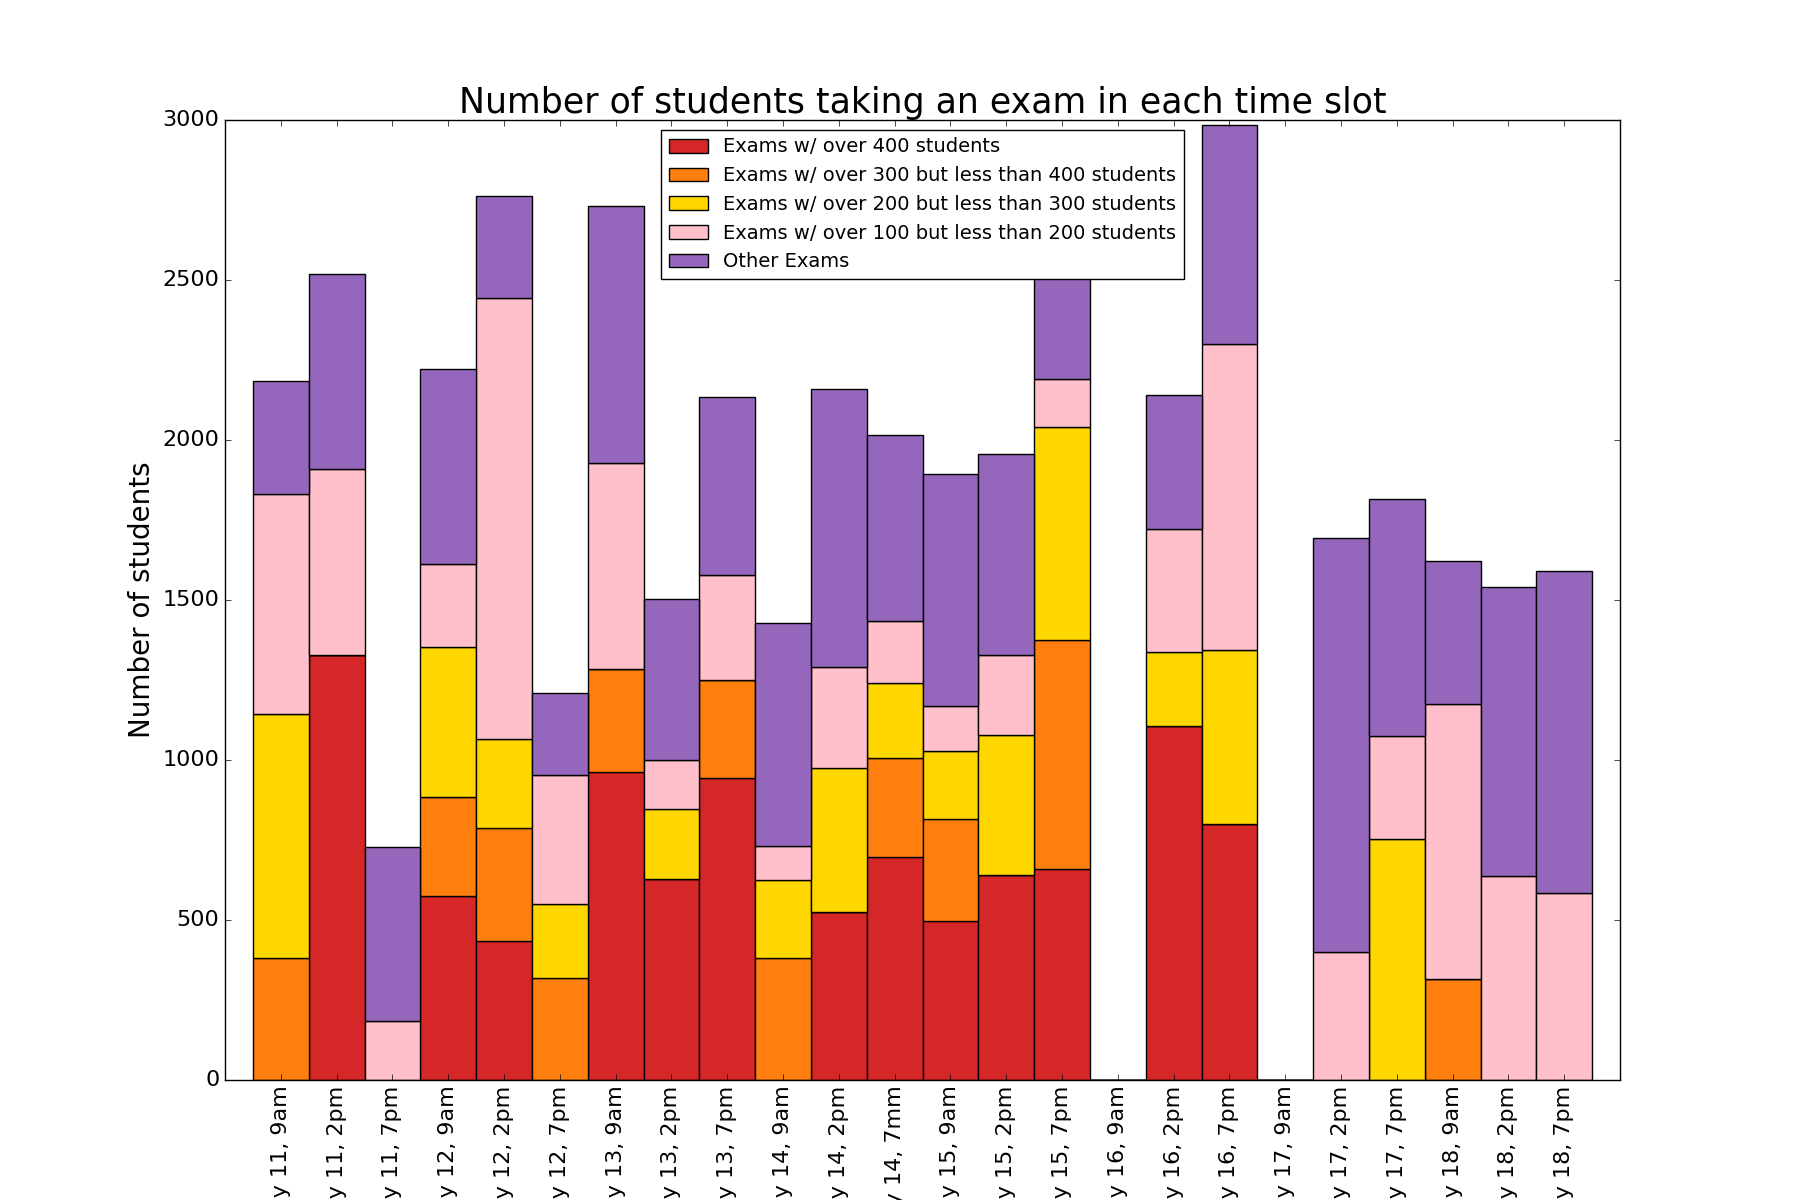 Number of students taking an exam in each time slot
Exams w/ over 400 students
Exams w/ over 300 but less than 400 students
Exams w/ over 200 but less than 300 students
Exams w/ over 100 but less than 200 students
Other Exams
Number of students
3000
2500
2000
1500
1000
500
0
y 11, 9am
y 11, 2pm
y 11, 7pm
y 12, 9am
y 12, 2pm
y 12, 7pm
y 13, 9am
y 13, 2pm
y 13, 7pm
y 14, 9am
y 14, 2pm
y 14, 7mm
y 15, 9am
y 15, 2pm
y 15, 7pm
y 16, 9am
y 16, 2pm
y 16, 7pm
y 17, 9am
y 17, 2pm
y 17, 7pm
y 18, 9am
y 18, 2pm
y 18, 7pm